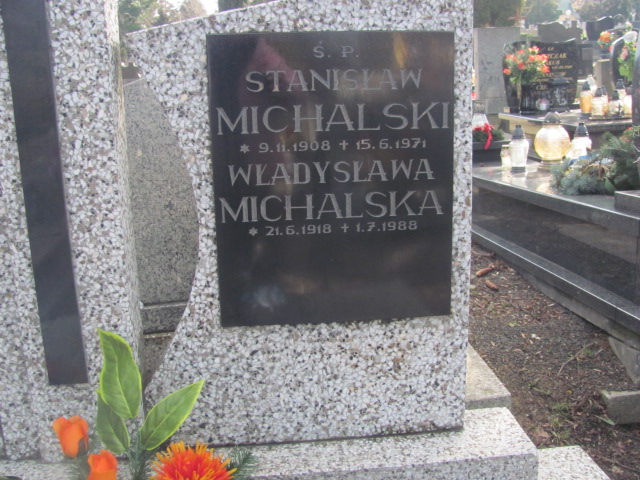 Ś. P.
STANISŁAW
MICHALSKI
* 9.11.1908 + 15.6.1971
WŁADYSŁAWA
MICHALSKA
* 21.6.1918 + 1.7.1988